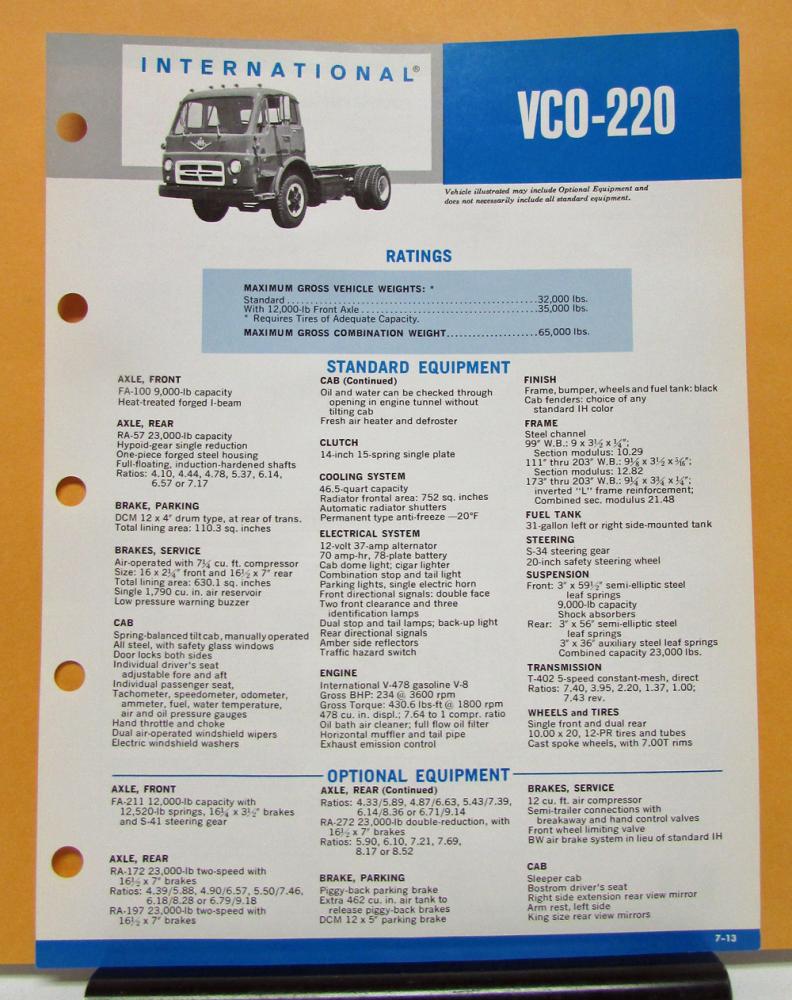 INTERNATIONAL®
VCO-220
Vehicle illustrated may include Optional Equipment and
does not necessarily include all standard equipment.
RATINGS
MAXIMUM GROSS VEHICLE WEIGHTS: *
Standard ........ 32,000 lbs.
With 12,000-lb Front Axle ........ 35,000 lbs.
* Requires Tires of Adequate Capacity.
MAXIMUM GROSS COMBINATION WEIGHT ........ 65,000 lbs.
STANDARD EQUIPMENT
AXLE, FRONT
FA-100 9,000-lb capacity
Heat-treated forged I-beam
AXLE, REAR
RA-57 23,000-lb capacity
Hypoid-gear single reduction
One-piece forged steel housing
Full-floating, induction-hardened shafts
Ratios: 4.10, 4.44, 4.78, 5.37, 6.14,
6.57 or 7.17
BRAKE, PARKING
DCM 12 x 4" drum type, at rear of trans.
Total lining area: 110.3 sq. inches
BRAKES, SERVICE
Air-operated with 7¼ cu. ft. compressor
Size: 16 x 2¼" front and 16½ x 7" rear
Total lining area: 630.1 sq. inches
Single 1,790 cu. in. air reservoir
Low pressure warning buzzer
CAB
Spring-balanced tilt cab, manually operated
All steel, with safety glass windows
Door locks both sides
Individual driver's seat
adjustable fore and aft
Individual passenger seat,
Tachometer, speedometer, odometer,
ammeter, fuel, water temperature,
air and oil pressure gauges
Hand throttle and choke
Dual air-operated windshield wipers
Electric windshield washers
CAB (Continued)
Oil and water can be checked through
opening in engine tunnel without
tilting cab
Fresh air heater and defroster
CLUTCH
14-inch 15-spring single plate
COOLING SYSTEM
46.5-quart capacity
Radiator frontal area: 752 sq. inches
Automatic radiator shutters
Permanent type anti-freeze —20°F
ELECTRICAL SYSTEM
12-volt 37-amp alternator
70 amp-hr, 78-plate battery
Cab dome light; cigar lighter
Combination stop and tail light
Parking lights, single electric horn
Front directional signals: double face
Two front clearance and three
identification lamps
Dual stop and tail lamps; back-up light
Rear directional signals
Amber side reflectors
Traffic hazard switch
ENGINE
International V-478 gasoline V-8
Gross BHP: 234 @ 3600 rpm
Gross Torque: 430.6 lbs-ft @ 1800 rpm
478 cu. in. displ.; 7.64 to 1 compr. ratio
Oil bath air cleaner; full flow oil filter
Horizontal muffler and tail pipe
Exhaust emission control
FINISH
Frame, bumper, wheels and fuel tank: black
Cab fenders: choice of any
standard IH color
FRAME
Steel channel
99" W.B.: 9 x 3½ x ¼";
Section modulus: 10.29
111" thru 203" W.B.: 9⅛ x 3½ x 5⁄16";
Section modulus: 12.82
173" thru 203" W.B.: 9¼ x 3¾ x ¼";
inverted "L" frame reinforcement;
Combined sec. modulus 21.48
FUEL TANK
31-gallon left or right side-mounted tank
STEERING
S-34 steering gear
20-inch safety steering wheel
SUSPENSION
Front: 3" x 59½" semi-elliptic steel
leaf springs
9,000-lb capacity
Shock absorbers
Rear: 3" x 56" semi-elliptic steel
leaf springs
3" x 36" auxiliary steel leaf springs
Combined capacity 23,000 lbs.
TRANSMISSION
T-402 5-speed constant-mesh, direct
Ratios: 7.40, 3.95, 2.20, 1.37, 1.00;
7.43 rev.
WHEELS and TIRES
Single front and dual rear
10.00 x 20, 12-PR tires and tubes
Cast spoke wheels, with 7.00T rims
OPTIONAL EQUIPMENT
AXLE, FRONT
FA-211 12,000-lb capacity with
12,520-lb springs, 16¼ x 3½" brakes
and S-41 steering gear
AXLE, REAR
RA-172 23,000-lb two-speed with
16½ x 7" brakes
Ratios: 4.39/5.88, 4.90/6.57, 5.50/7.46,
6.18/8.28 or 6.79/9.18
RA-197 23,000-lb two-speed with
16½ x 7" brakes
AXLE, REAR (Continued)
Ratios: 4.33/5.89, 4.87/6.63, 5.43/7.39,
6.14/8.36 or 6.71/9.14
RA-272 23,000-lb double-reduction, with
16½ x 7" brakes
Ratios: 5.90, 6.10, 7.21, 7.69,
8.17 or 8.52
BRAKE, PARKING
Piggy-back parking brake
Extra 462 cu. in. air tank to
release piggy-back brakes
DCM 12 x 5" parking brake
BRAKES, SERVICE
12 cu. ft. air compressor
Semi-trailer connections with
breakaway and hand control valves
Front wheel limiting valve
BW air brake system in lieu of standard IH
CAB
Sleeper cab
Bostrom driver's seat
Right side extension rear view mirror
Arm rest, left side
King size rear view mirrors
7-13